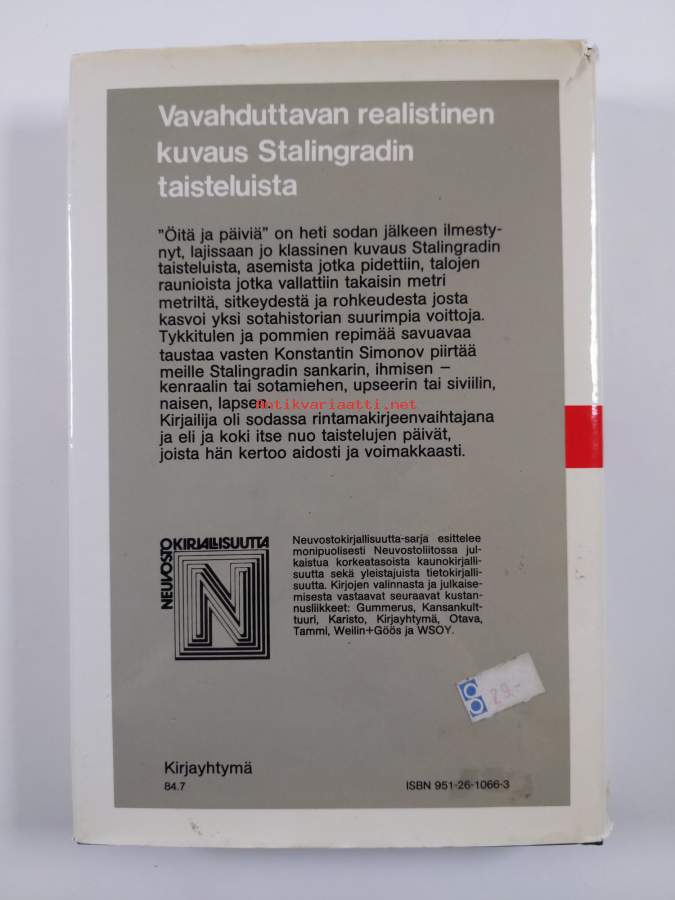 Vavahduttavan realistinen
kuvaus Stalingradin
taisteluista
"Öitä ja päiviä" on heti sodan jälkeen ilmesty-
nyt, lajissaan jo klassinen kuvaus Stalingradin
taisteluista, asemista jotka pidettiin, talojen
raunioista jotka vallattiin takaisin metri
metriltä, sitkeydestä ja rohkeudesta josta
kasvoi yksi sotahistorian suurimpia voittoja.
Tykkitulen ja pommien repimää savuavaa
taustaa vasten Konstantin Simonov piirtää
meille Stalingradin sankarin, ihmisen –
kenraalin tai sotamiehen, upseerin tai siviilin,
naisen, lapsen.
Antikvariaatti.net
Kirjailija oli sodassa rintamakirjeenvaihtajana
ja eli ja koki itse nuo taistelujen päivät,
joista hän kertoo aidosti ja voimakkaasti.
NEUVOSTOKIRJALLISUUTTA
N
Neuvostokirjallisuutta-sarja esittelee
monipuolisesti Neuvostoliitossa jul-
kaistua korkeatasoista kaunokirjalli-
suutta sekä yleistajuista tietokirjalli-
suutta. Kirjojen valinnasta ja julkaise-
misesta vastaavat seuraavat kustan-
nusliikkeet: Gummerus, Kansankult-
tuuri, Karisto, Kirjayhtymä, Otava,
Tammi, Weilin+Göös ja WSOY.
29.-
Kirjayhtymä
84.7
ISBN 951-26-1066-3